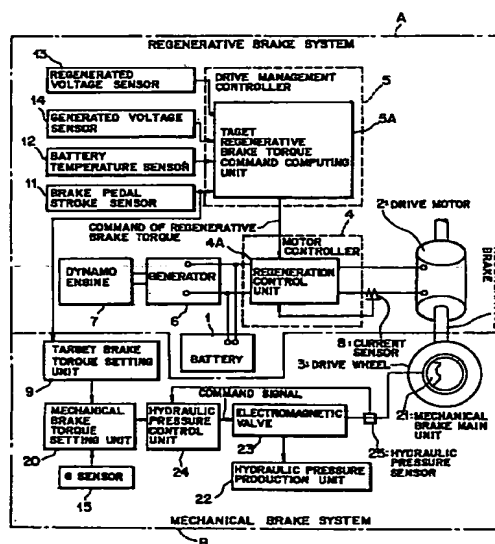 A
REGENERATIVE BRAKE SYSTEM
13
REGENERATED
VOLTAGE SENSOR
14
GENERATED VOLTAGE
SENSOR
12
BATTERY
TEMPERATURE SENSOR
11
BRAKE PEDAL
STROKE SENSOR
DRIVE MANAGEMENT
CONTROLLER
5
5A
TAGET
REGENERATIVE
BRAKE TORQUE
COMMAND COMPUTING
UNIT
COMMAND OF REGENERATIVE
BRAKE TORQUE
4
4A
MOTOR
CONTROLLER
REGENERATION
CONTROL
UNIT
2: DRIVE MOTOR
BRAKE
DYNAMO
ENGINE
7
GENERATOR
6
1
BATTERY
8: CURRENT
SENSOR
3: DRIVE WHEEL
TARGET BRAKE
TORQUE SETTING
UNIT
9
COMMAND SIGNAL
MECHANICAL
BRAKE
TORQUE
SETTING UNIT
20
HYDRAULIC
PRESSURE
CONTROL
UNIT
24
ELECTROMAGNETIC
VALVE
23
21: MECHANICAL
BRAKE MAIN
UNIT
25: HYDRAULIC
PRESSURE
SENSOR
G SENSOR
15
22
HYDRAULIC PRESSURE
PRODUCTION UNIT
MECHANICAL BRAKE SYSTEM
B